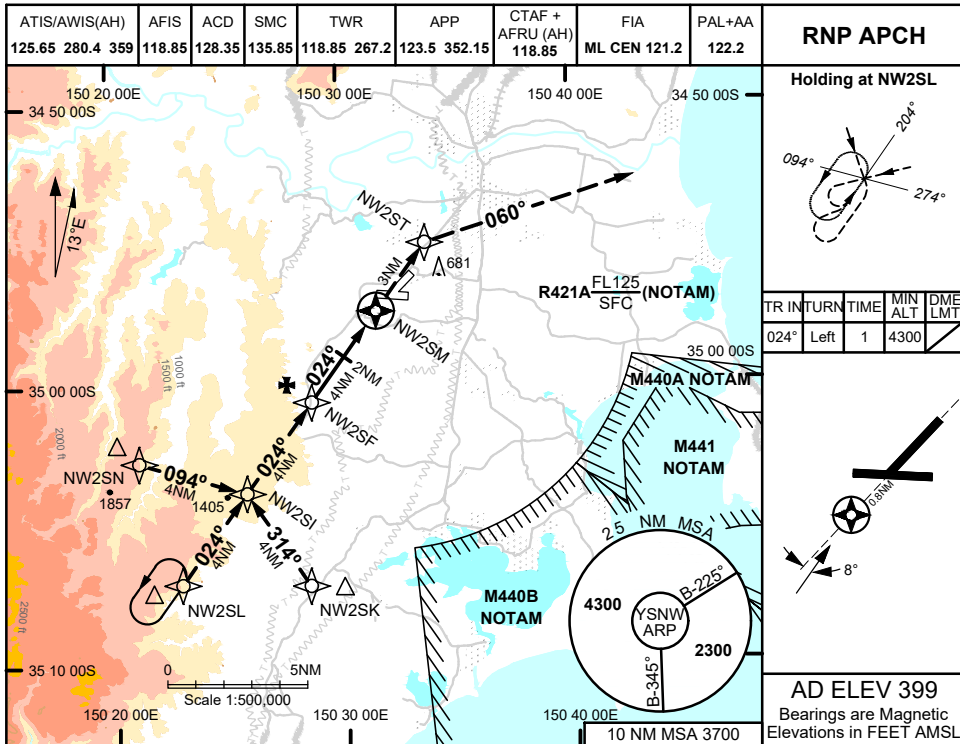 ATIS/AWIS(AH) AFIS ACD SMC TWR APP CTAF + AFRU (AH) FIA PAL+AA
125.65 280.4 359 118.85 128.35 135.85 118.85 267.2 123.5 352.15 118.85 ML CEN 121.2 122.2
RNP APCH
150 20 00E 150 30 00E 150 40 00E
34 50 00S 34 50 00S
13°E
NW2ST
060°
3NM
681
R421A FL125 SFC (NOTAM)
NW2SM
024°
2NM
4NM
NW2SF
35 00 00S 35 00 00S
M440A NOTAM
M441
NOTAM
1000 ft
1500 ft
2000 ft
2500 ft
024°
4NM
NW2SN
094°
4NM
1857
1405
NW2SI
024°
4NM
314°
4NM
NW2SL
NW2SK
M440B
NOTAM
25 NM MSA
4300
B-225°
YSNW
ARP
2300
B-345°
10 NM MSA 3700
35 10 00S
0 5NM
Scale 1:500,000
150 20 00E 150 30 00E 150 40 00E
Holding at NW2SL
204°
094°
274°
TR IN TURN TIME MIN ALT DME LMT
024° Left 1 4300
0.8NM
8°
AD ELEV 399
Bearings are Magnetic
Elevations in FEET AMSL